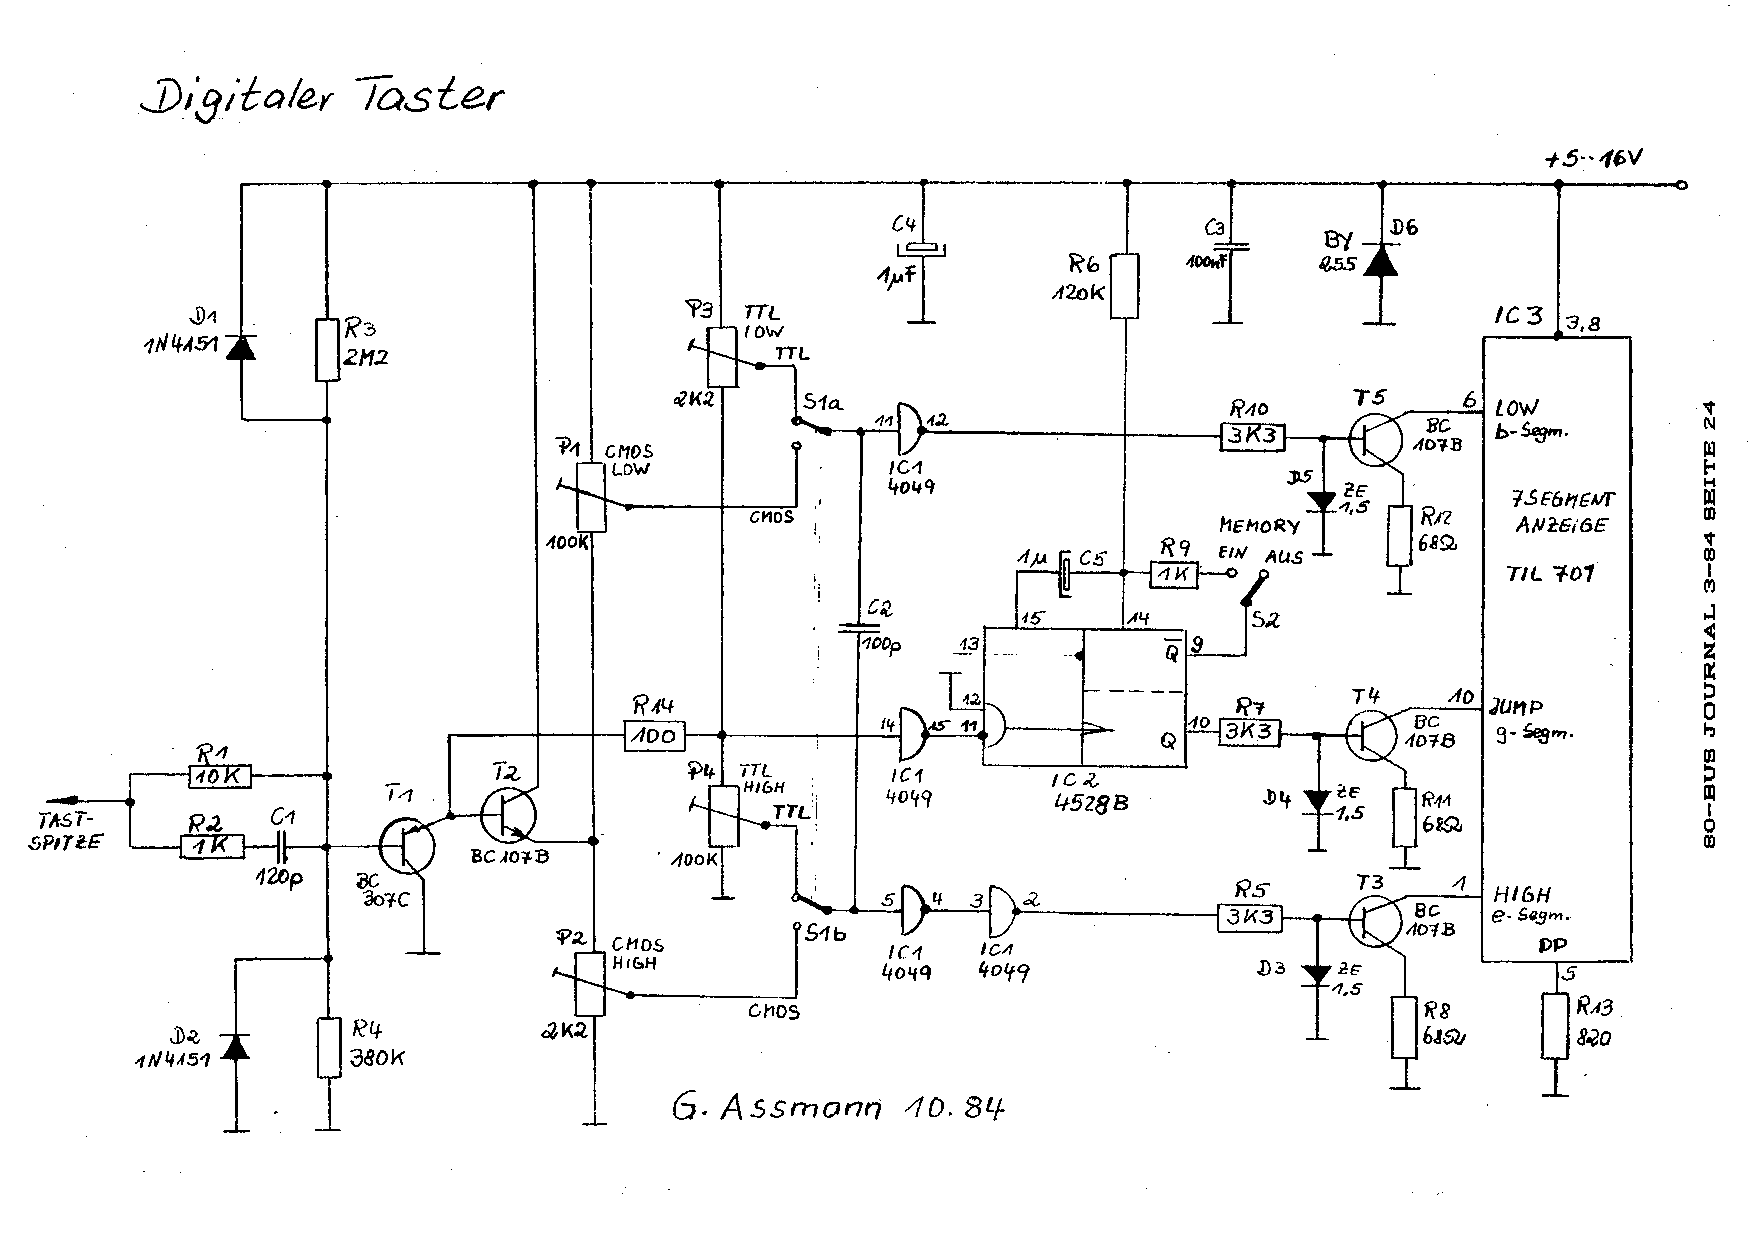 Digitaler Taster
+5··16V
C4
1µF
R6
120K
C3
100nF
BY
255
D6
D1
1N4151
R3
2M2
P3
TTL
LOW
TTL
2K2
IC3
3,8
S1a
11
12
IC1
4049
R10
3K3
T5
BC
107B
6
LOW
b-Segm.
P1
CMOS
LOW
100K
CMOS
D5
ZE
1,5
R12
68Ω
7SEGMENT
ANZEIGE
TIL 701
MEMORY
EIN
AUS
1µ
C5
R9
1K
S2
C2
100p
15
14
13
Q
9
12
R14
100
14
15
11
IC1
4049
Q
10
IC2
4528B
R7
3K3
T4
BC
107B
10
JUMP
g-Segm.
R1
10K
TAST-
SPITZE
R2
1K
C1
120p
T1
BC
307C
T2
BC107B
P4
TTL
HIGH
TTL
100K
D4
ZE
1,5
R11
68Ω
S1b
5
4
IC1
4049
3
2
IC1
4049
R5
3K3
T3
BC
107B
1
HIGH
e-Segm.
DP
5
P2
CMOS
HIGH
2K2
CMOS
D3
ZE
1,5
R8
68Ω
R13
820
D2
1N4151
R4
380K
G. Assmann 10.84
80-BUS JOURNAL 3-84 SEITE 24